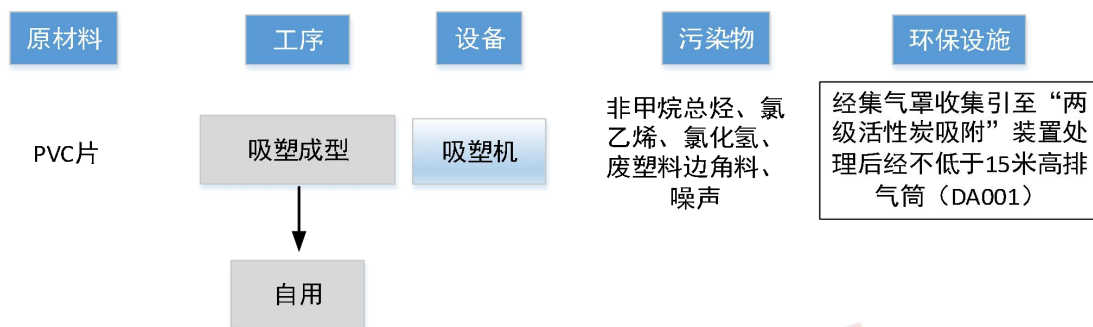 原材料
工序
设备
污染物
环保设施
PVC片
吸塑成型
吸塑机
非甲烷总烃、氯
乙烯、氯化氢、
废塑料边角料、
噪声
经集气罩收集引至“两
级活性炭吸附”装置处
理后经不低于15米高排
气筒（DA001）
自用